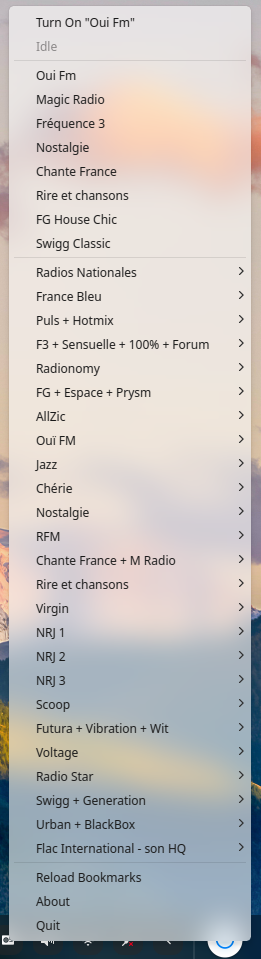 Turn On "Oui Fm"
Idle
Oui Fm
Magic Radio
Fréquence 3
Nostalgie
Chante France
Rire et chansons
FG House Chic
Swigg Classic
Radios Nationales
France Bleu
Puls + Hotmix
F3 + Sensuelle + 100% + Forum
Radionomy
FG + Espace + Prysm
AllZic
Ouï FM
Jazz
Chérie
Nostalgie
RFM
Chante France + M Radio
Rire et chansons
Virgin
NRJ 1
NRJ 2
NRJ 3
Scoop
Futura + Vibration + Wit
Voltage
Radio Star
Swigg + Generation
Urban + BlackBox
Flac International - son HQ
Reload Bookmarks
About
Quit